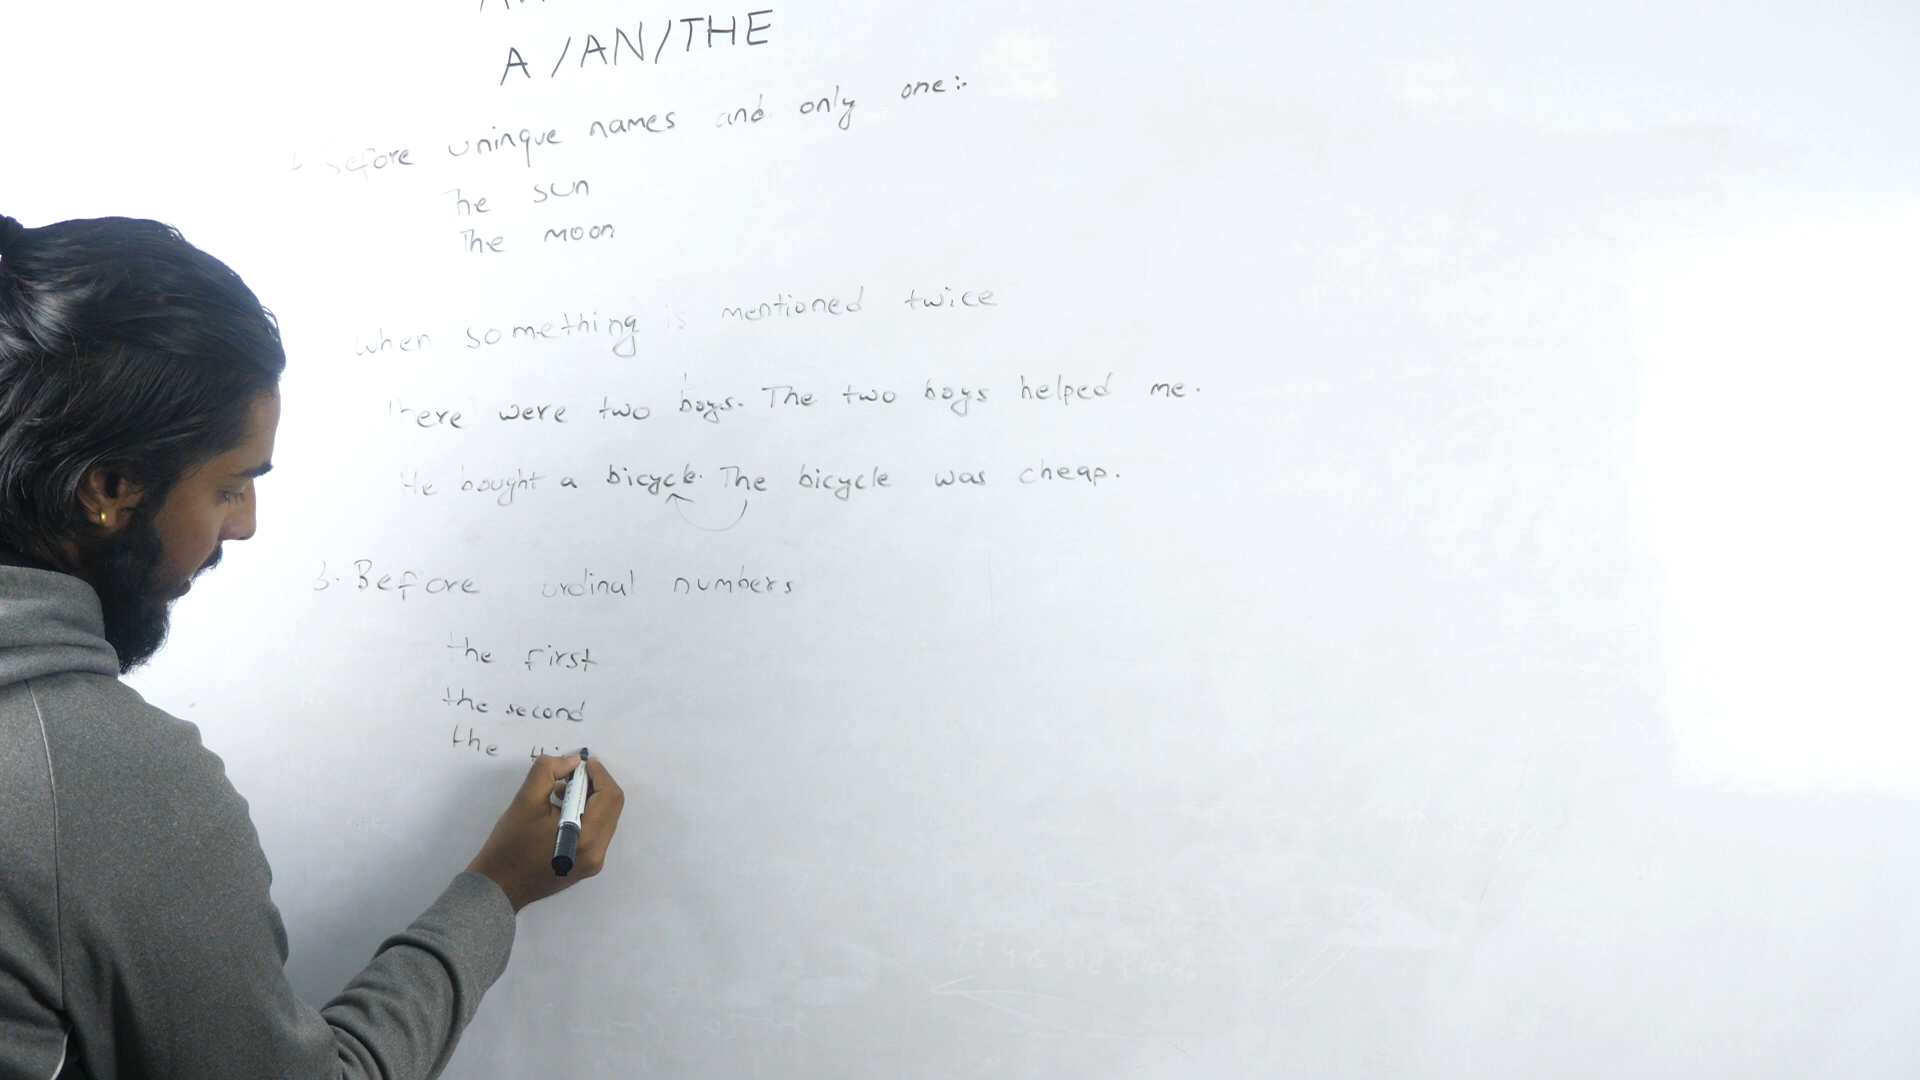 A/AN/THE
before uninque names and only one:-
The sun
The moon
when something is mentioned twice
There were two boys. The two boys helped me.
He bought a bicycle. The bicycle was cheap.
3. Before ordinal numbers
the first
the second
the